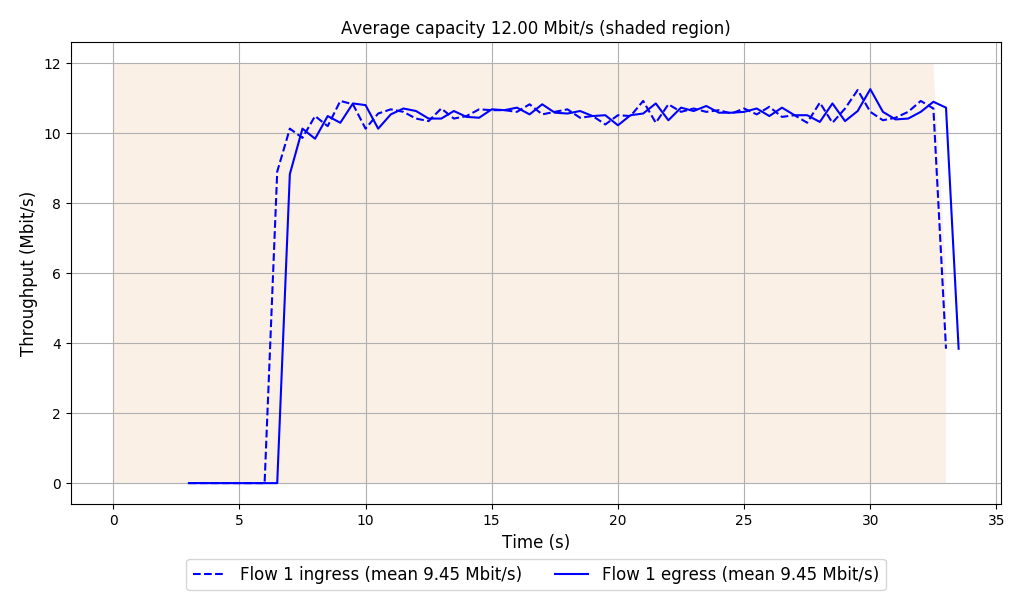 Average capacity 12.00 Mbit/s (shaded region)
Throughput (Mbit/s)
12
10
8
6
4
2
0
0 5 10 15 20 25 30 35
Time (s)
Flow 1 ingress (mean 9.45 Mbit/s) Flow 1 egress (mean 9.45 Mbit/s)